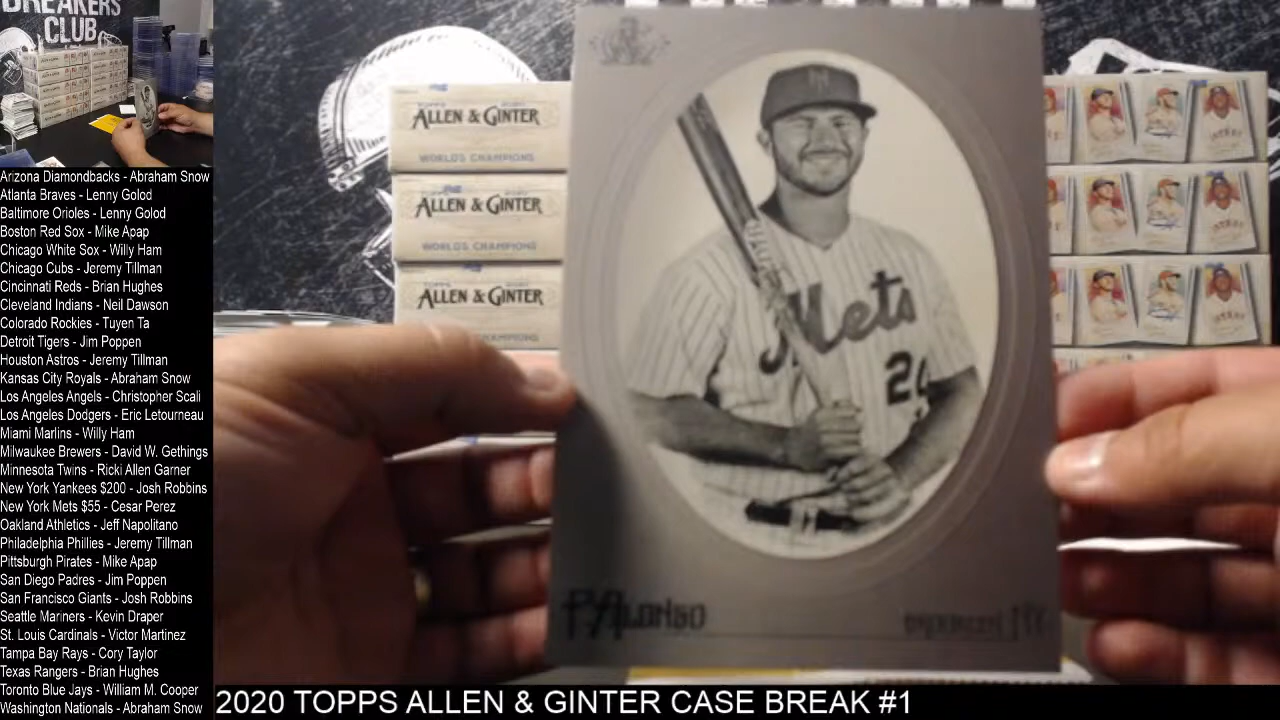 BREAKERS
CLUB
Arizona Diamondbacks - Abraham Snow
Atlanta Braves - Lenny Golod
Baltimore Orioles - Lenny Golod
Boston Red Sox - Mike Apap
Chicago White Sox - Willy Ham
Chicago Cubs - Jeremy Tillman
Cincinnati Reds - Brian Hughes
Cleveland Indians - Neil Dawson
Colorado Rockies - Tuyen Ta
Detroit Tigers - Jim Poppen
Houston Astros - Jeremy Tillman
Kansas City Royals - Abraham Snow
Los Angeles Angels - Christopher Scali
Los Angeles Dodgers - Eric Letourneau
Miami Marlins - Willy Ham
Milwaukee Brewers - David W. Gethings
Minnesota Twins - Ricki Allen Garner
New York Yankees $200 - Josh Robbins
New York Mets $55 - Cesar Perez
Oakland Athletics - Jeff Napolitano
Philadelphia Phillies - Jeremy Tillman
Pittsburgh Pirates - Mike Apap
San Diego Padres - Jim Poppen
San Francisco Giants - Josh Robbins
Seattle Mariners - Kevin Draper
St. Louis Cardinals - Victor Martinez
Tampa Bay Rays - Cory Taylor
Texas Rangers - Brian Hughes
Toronto Blue Jays - William M. Cooper
Washington Nationals - Abraham Snow
TOPPS 2020
ALLEN & GINTER
WORLD'S CHAMPIONS
ALLEN & GINTER
WORLD'S CHAMPIONS
ALLEN & GINTER
CHAMPIONS
NY
Mets
20
P. Alonso
2020 TOPPS ALLEN & GINTER CASE BREAK #1